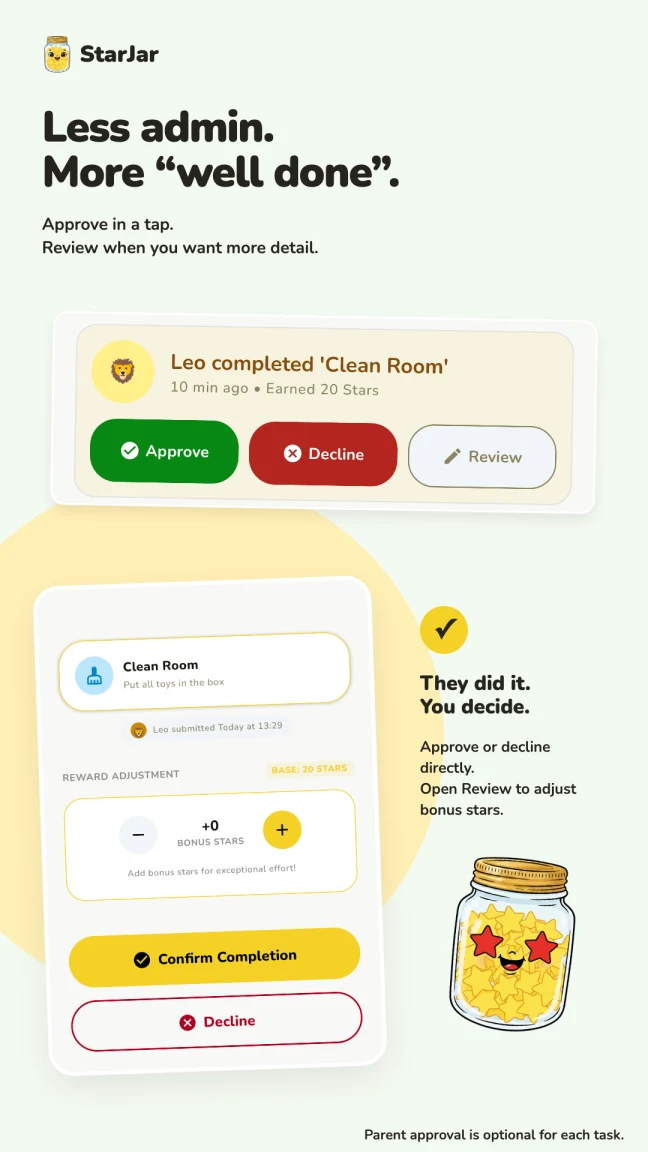 StarJar
Less admin.
More “well done”.
Approve in a tap.
Review when you want more detail.
Leo completed 'Clean Room'
10 min ago • Earned 20 Stars
Approve
Decline
Review
Clean Room
Put all toys in the box
Leo submitted Today at 13:29
REWARD ADJUSTMENT
BASE: 20 STARS
+0
BONUS STARS
Add bonus stars for exceptional effort!
Confirm Completion
Decline
They did it.
You decide.
Approve or decline
directly.
Open Review to adjust
bonus stars.
Parent approval is optional for each task.